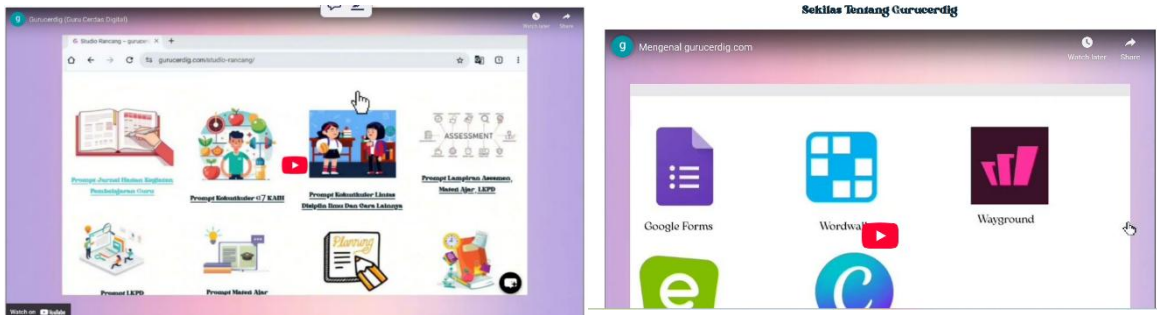 Gurucerdig (Guru Cerdas Digital)
Watch later
Share
G Studio Rancang – gurucer
gurucerdig.com/studio-rancang/
ASSESSMENT
Prompt Jurnal Harian Kegiatan
Pembelajaran Guru
Prompt Kokurikuler G7 KAIH
Prompt Kokurikuler Lintas
Disiplin Ilmu Dan Cara Lainnya
Prompt Lampiran Asesmen,
Materi Ajar, LKPD
Planning
Prompt LKPD
Prompt Materi Ajar
Watch on YouTube
Sekilas Tentang Gurucerdig
Mengenal gurucerdig.com
Watch later
Share
Google Forms
Wordwall
Wayground